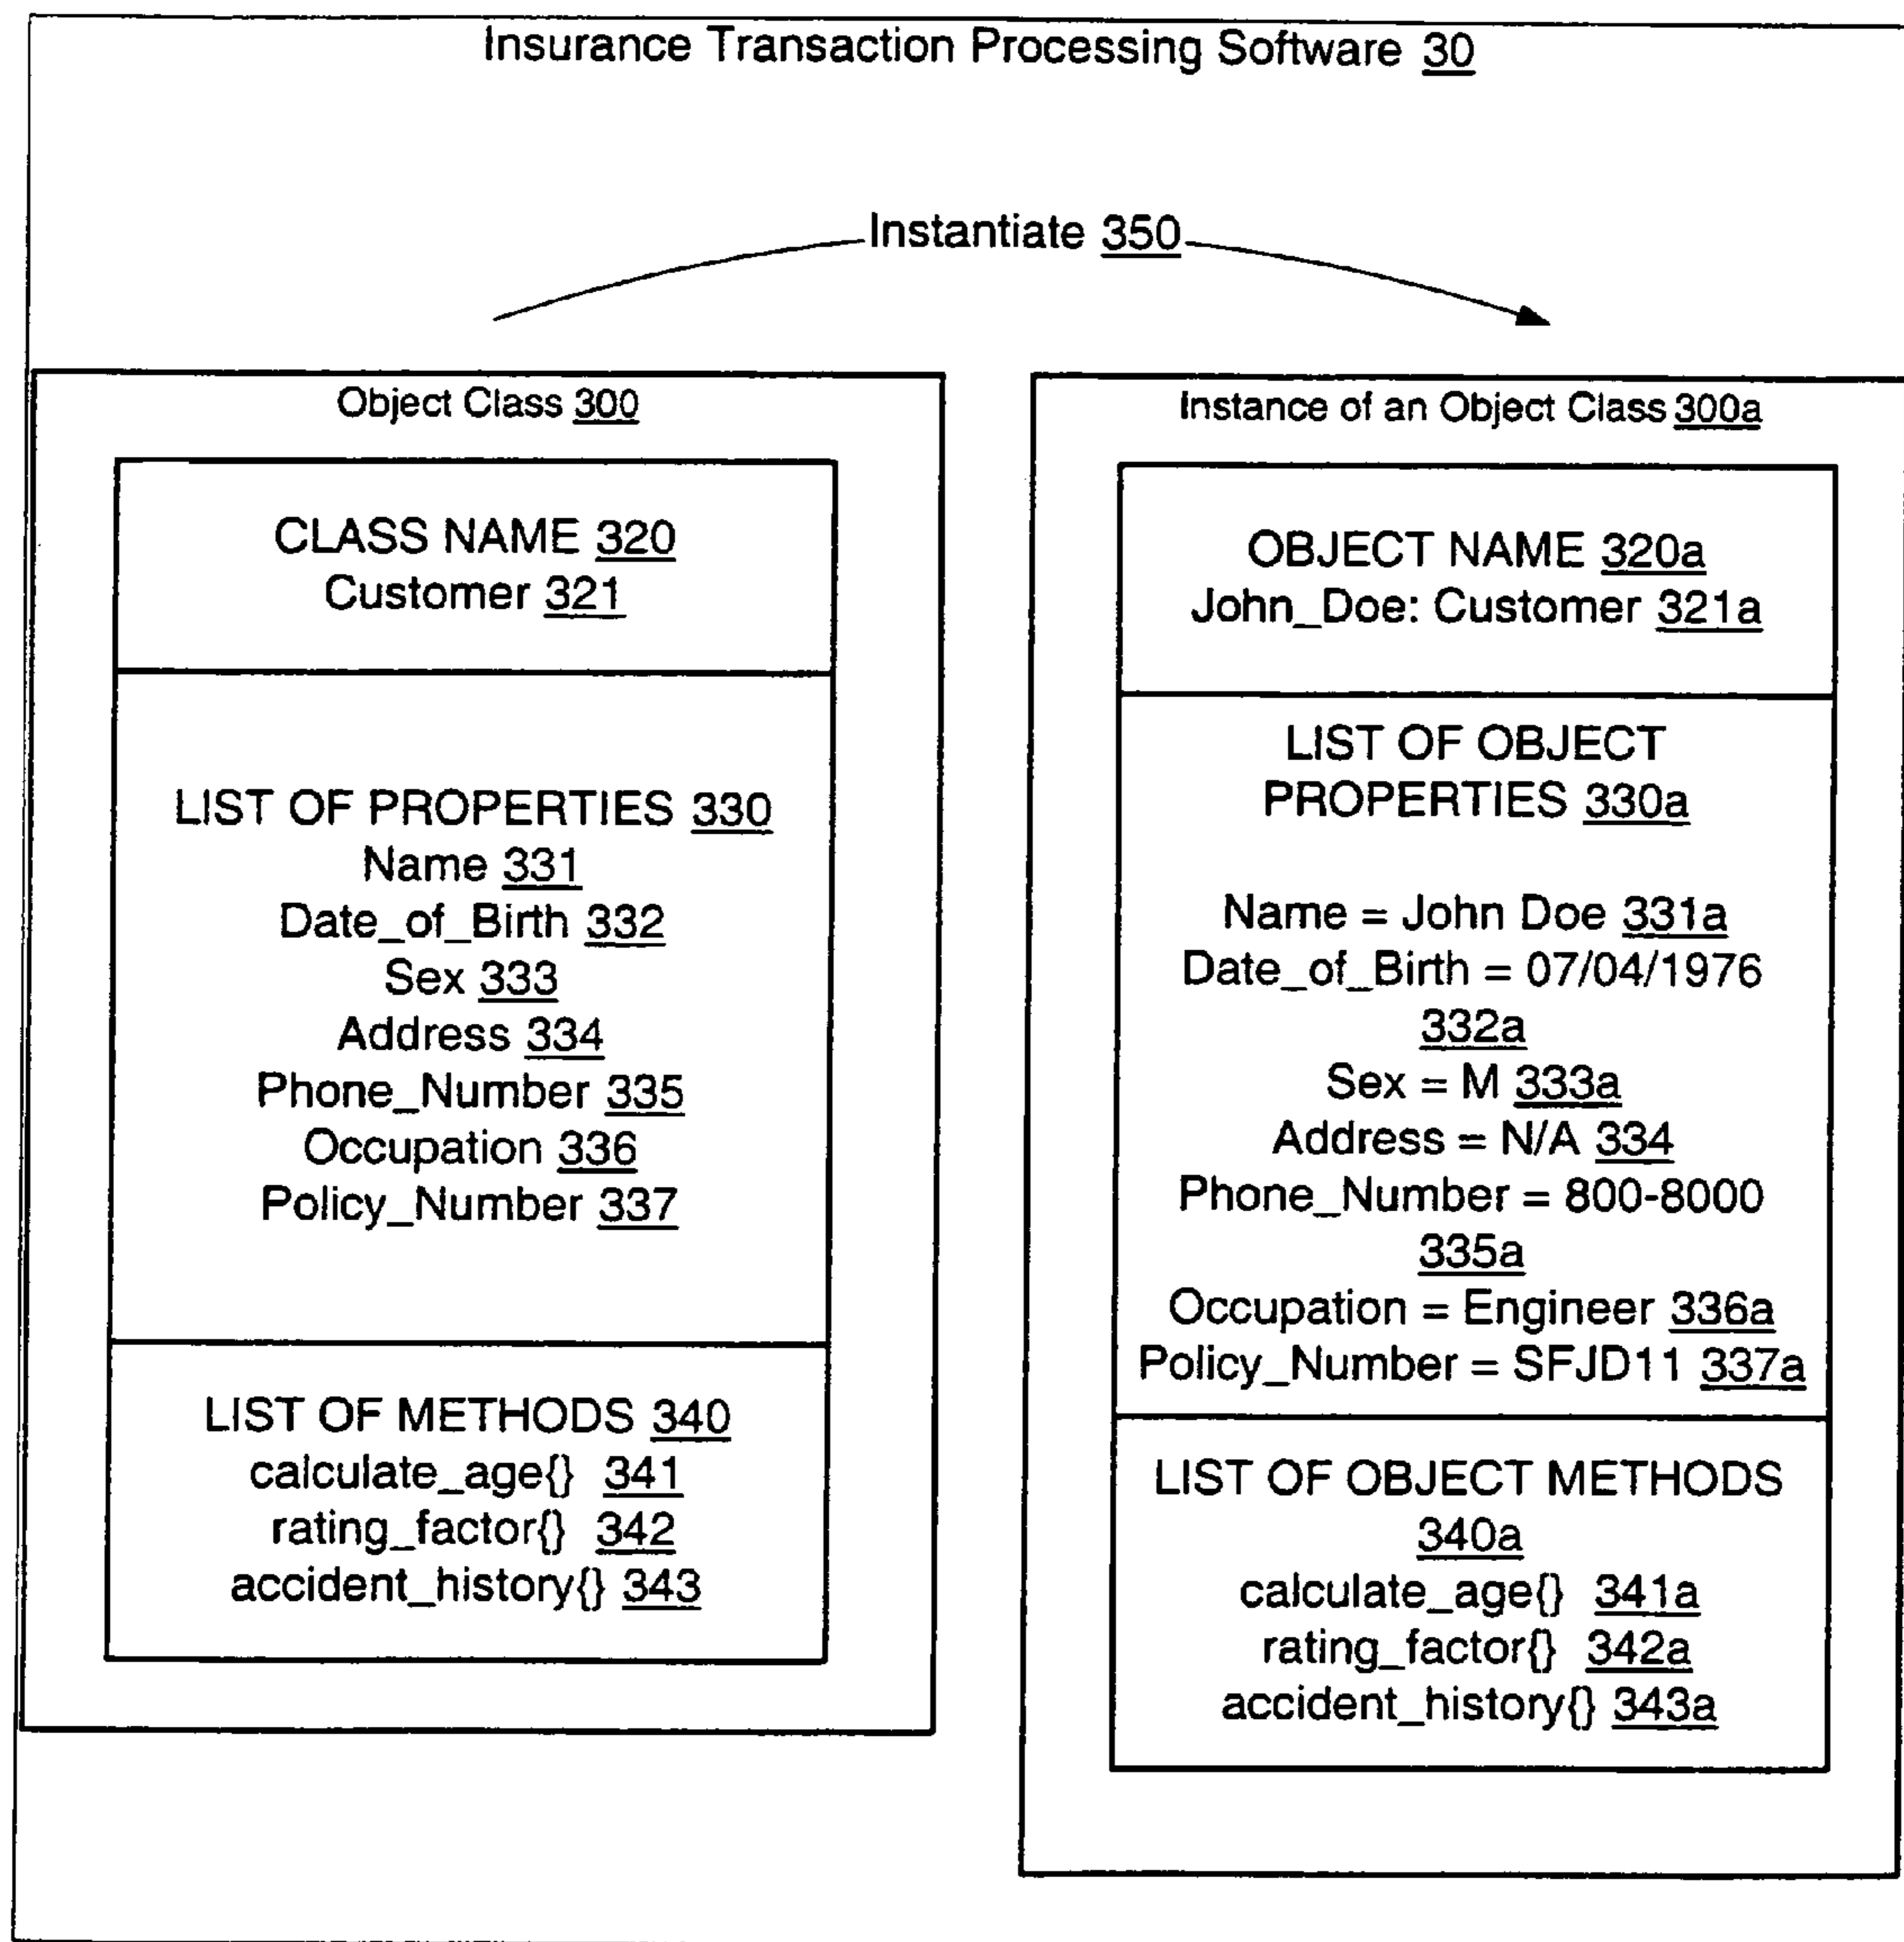 Insurance Transaction Processing Software 30
Instantiate 350
Object Class 300
CLASS NAME 320
Customer 321
LIST OF PROPERTIES 330
Name 331
Date_of_Birth 332
Sex 333
Address 334
Phone_Number 335
Occupation 336
Policy_Number 337
LIST OF METHODS 340
calculate_age{} 341
rating_factor{} 342
accident_history{} 343
Instance of an Object Class 300a
OBJECT NAME 320a
John_Doe: Customer 321a
LIST OF OBJECT
PROPERTIES 330a
Name = John Doe 331a
Date_of_Birth = 07/04/1976
332a
Sex = M 333a
Address = N/A 334
Phone_Number = 800-8000
335a
Occupation = Engineer 336a
Policy_Number = SFJD11 337a
LIST OF OBJECT METHODS
340a
calculate_age{} 341a
rating_factor{} 342a
accident_history{} 343a